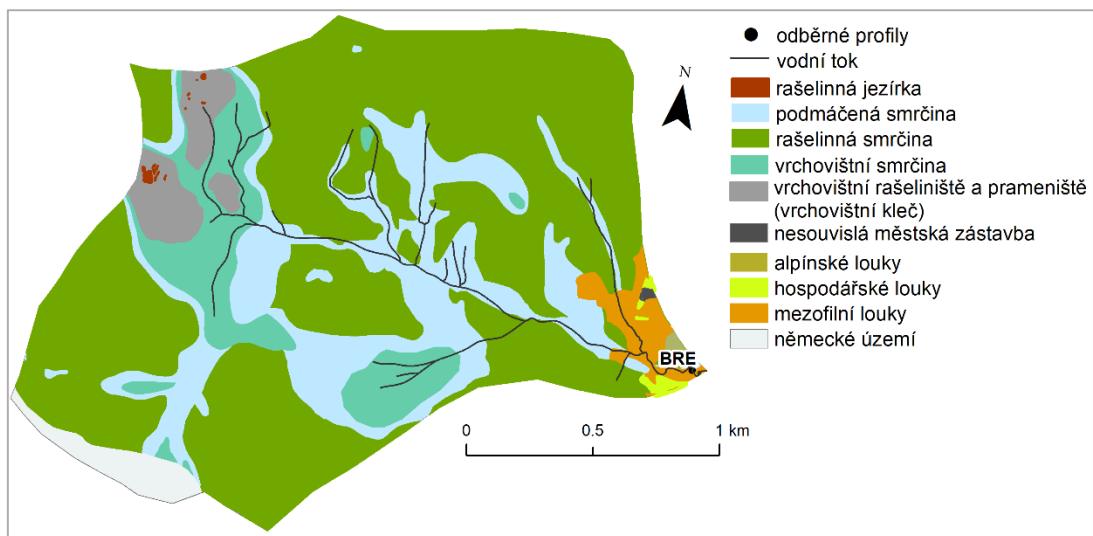 odběrné profily
vodní tok
rašelinná jezírka
podmáčená smrčina
rašelinná smrčina
vrchovištní smrčina
vrchovištní rašeliniště a prameniště
(vrchovištní kleč)
nesouvislá městská zástavba
alpínské louky
hospodářské louky
mezofilní louky
německé území
N
BRE
0 0.5 1 km